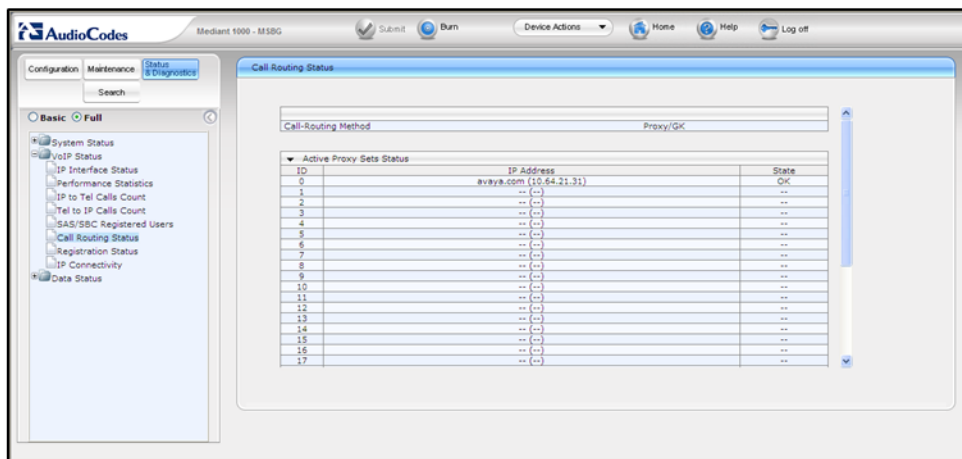 AudioCodes
Mediant 1000 - MSBG
Submit
Burn
Device Actions
Home
Help
Log off
Configuration
Maintenance
Status & Diagnostics
Search
Basic Full
System Status
VoIP Status
IP Interface Status
Performance Statistics
IP to Tel Calls Count
Tel to IP Calls Count
SAS/SBC Registered Users
Call Routing Status
Registration Status
IP Connectivity
Data Status
Call Routing Status
Call-Routing Method Proxy/GK
Active Proxy Sets Status
ID IP Address State
0 avaya.com (10.64.21.31) OK
1 -- (--) --
2 -- (--) --
3 -- (--) --
4 -- (--) --
5 -- (--) --
6 -- (--) --
7 -- (--) --
8 -- (--) --
9 -- (--) --
10 -- (--) --
11 -- (--) --
12 -- (--) --
13 -- (--) --
14 -- (--) --
15 -- (--) --
16 -- (--) --
17 -- (--) --